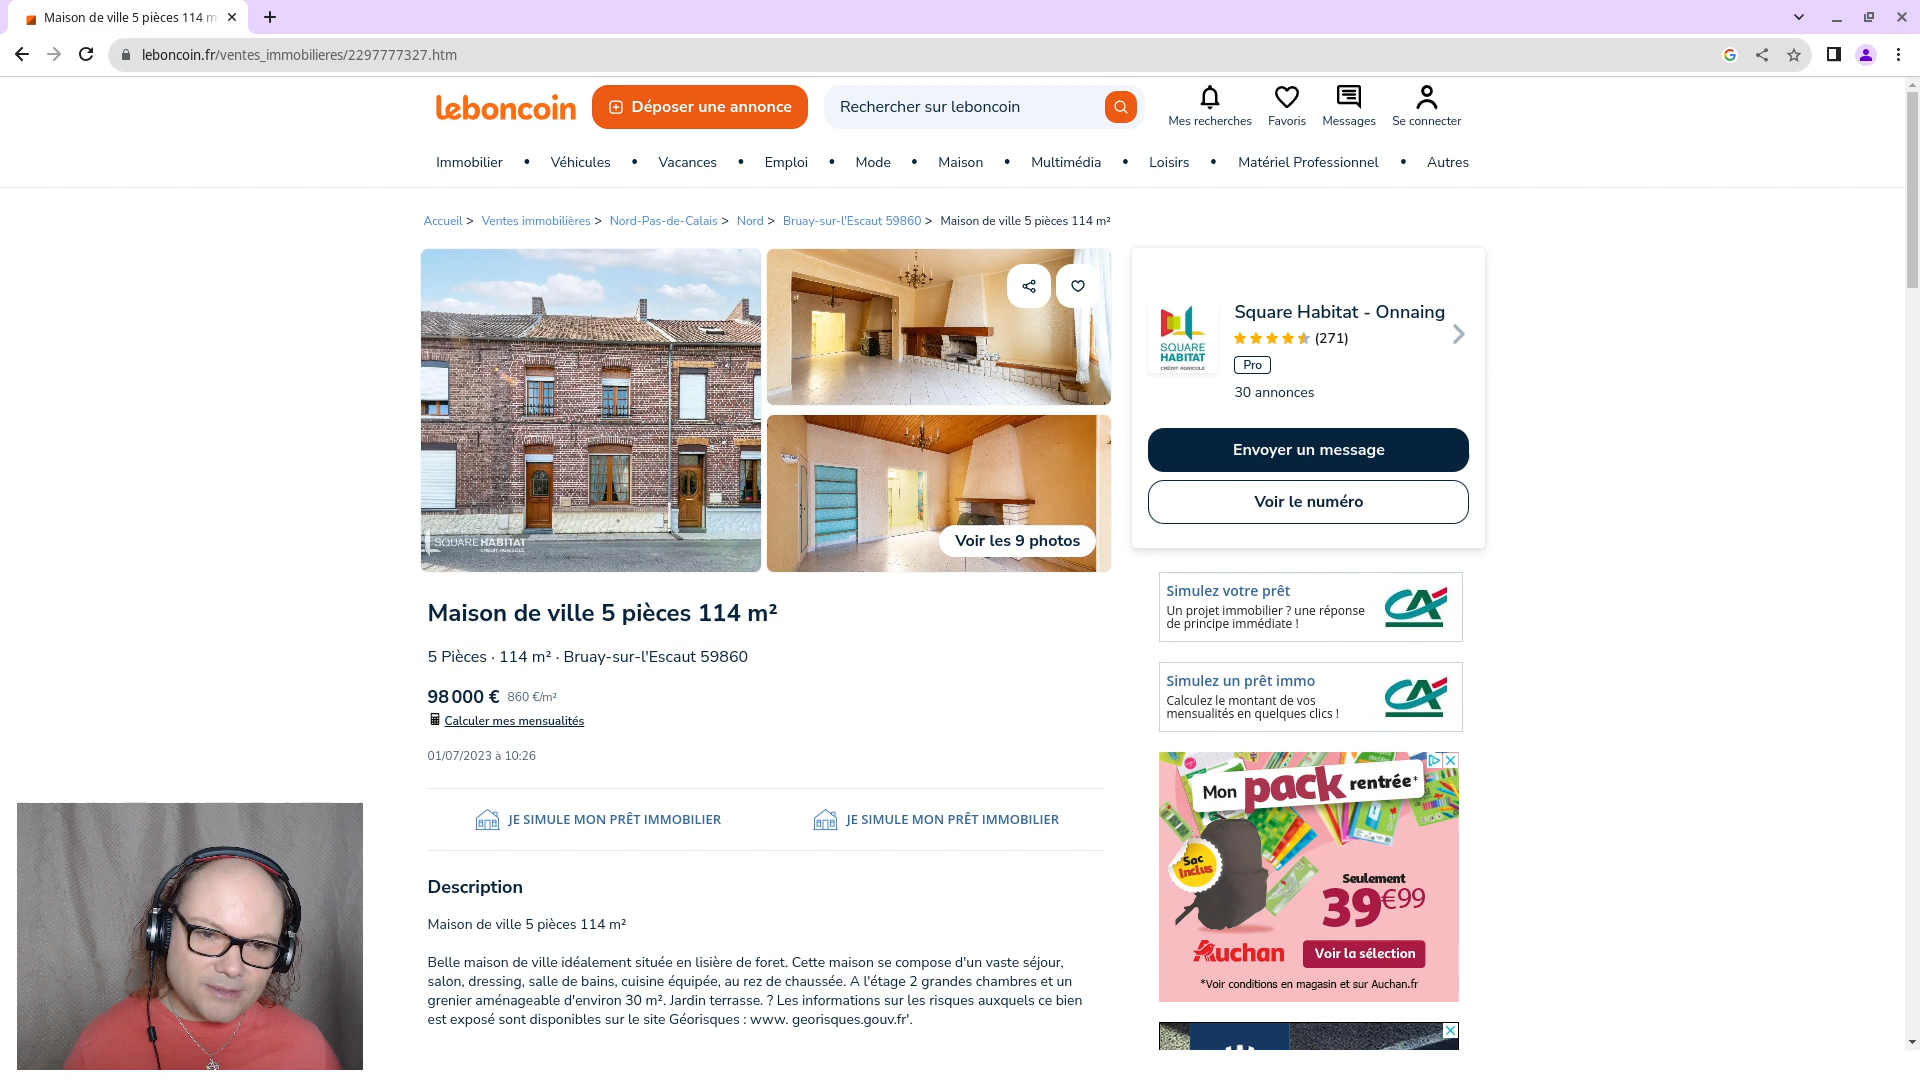 Maison de ville 5 pièces 114 m
leboncoin.fr/ventes_immobilieres/2297777327.htm
leboncoin
Déposer une annonce
Rechercher sur leboncoin
Mes recherches
Favoris
Messages
Se connecter
Immobilier • Véhicules • Vacances • Emploi • Mode • Maison • Multimédia • Loisirs • Matériel Professionnel • Autres
Accueil > Ventes immobilières > Nord-Pas-de-Calais > Nord > Bruay-sur-l'Escaut 59860 > Maison de ville 5 pièces 114 m²
SQUARE HABITAT
CRÉDIT AGRICOLE
Voir les 9 photos
SQUARE
HABITAT
CRÉDIT AGRICOLE
Square Habitat - Onnaing
(271)
Pro
30 annonces
Envoyer un message
Voir le numéro
Maison de ville 5 pièces 114 m²
5 Pièces · 114 m² · Bruay-sur-l'Escaut 59860
98 000 € 860 €/m²
Calculer mes mensualités
01/07/2023 à 10:26
JE SIMULE MON PRÊT IMMOBILIER
JE SIMULE MON PRÊT IMMOBILIER
Description
Maison de ville 5 pièces 114 m²
Belle maison de ville idéalement située en lisière de foret. Cette maison se compose d'un vaste séjour,
salon, dressing, salle de bains, cuisine équipée, au rez de chaussée. A l'étage 2 grandes chambres et un
grenier aménageable d'environ 30 m². Jardin terrasse. ? Les informations sur les risques auxquels ce bien
est exposé sont disponibles sur le site Géorisques : www. georisques.gouv.fr'.
Simulez votre prêt
Un projet immobilier ? une réponse
de principe immédiate !
CA
Simulez un prêt immo
Calculez le montant de vos
mensualités en quelques clics !
CA
Mon pack rentrée*
Sac
Inclus
Seulement
39€99
Auchan
Voir la sélection
*Voir conditions en magasin et sur Auchan.fr